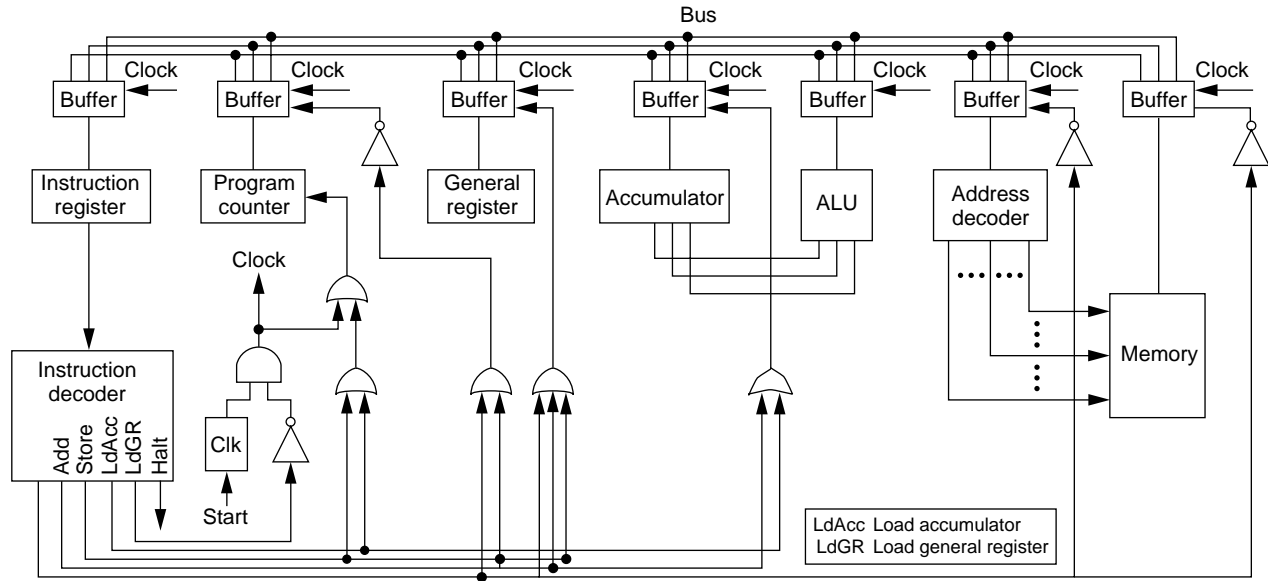 Bus
Clock
Clock
Clock
Clock
Clock
Clock
Clock
Buffer
Buffer
Buffer
Buffer
Buffer
Buffer
Buffer
Instruction
register
Program
counter
General
register
Accumulator
ALU
Address
decoder
Clock
Memory
Instruction
decoder
Add
Store
LdAcc
LdGR
Halt
Clk
Start
LdAcc Load accumulator
LdGR Load general register